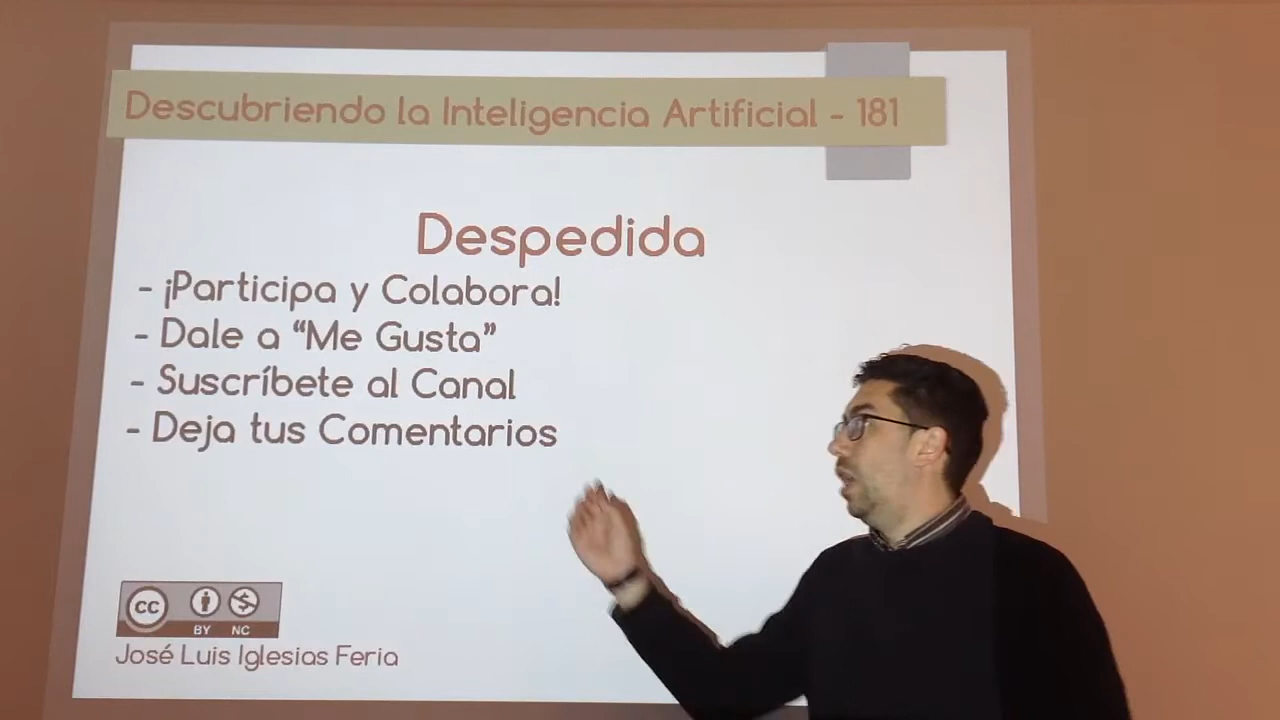 Descubriendo la Inteligencia Artificial - 181
Despedida
- ¡Participa y Colabora!
- Dale a “Me Gusta”
- Suscríbete al Canal
- Deja tus Comentarios
CC
BY NC
José Luis Iglesias Feria